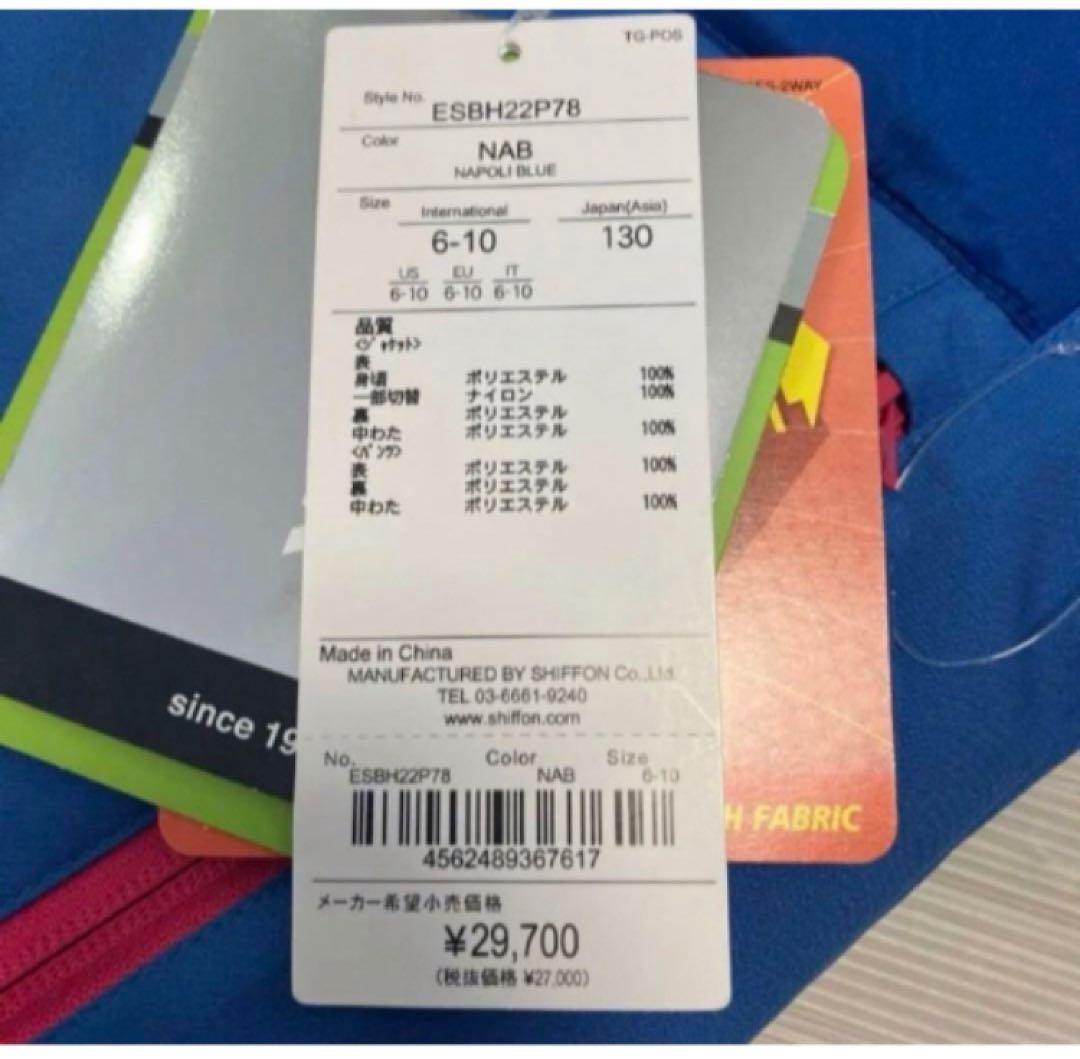 TG-POS
Style No. ESBH22P78
Color NAB
NAPOLI BLUE
Size International Japan(Asia)
6-10 130
US EU IT
6-10 6-10 6-10
品質
<ｼﾞｬｹｯﾄ>
表
身頃 ポリエステル 100%
一部切替 ナイロン 100%
裏 ポリエステル
中わた ポリエステル 100%
<ﾊﾟﾝﾂ>
表 ポリエステル 100%
裏 ポリエステル
中わた ポリエステル 100%
Made in China
MANUFACTURED BY SHIFFON Co.,Ltd.
TEL 03-6661-9240
www.shiffon.com
No. Color Size
ESBH22P78 NAB 6-10
4562489367617
メーカー希望小売価格
¥29,700
(税抜価格 ¥27,000)
since 19
2WAY
H FABRIC